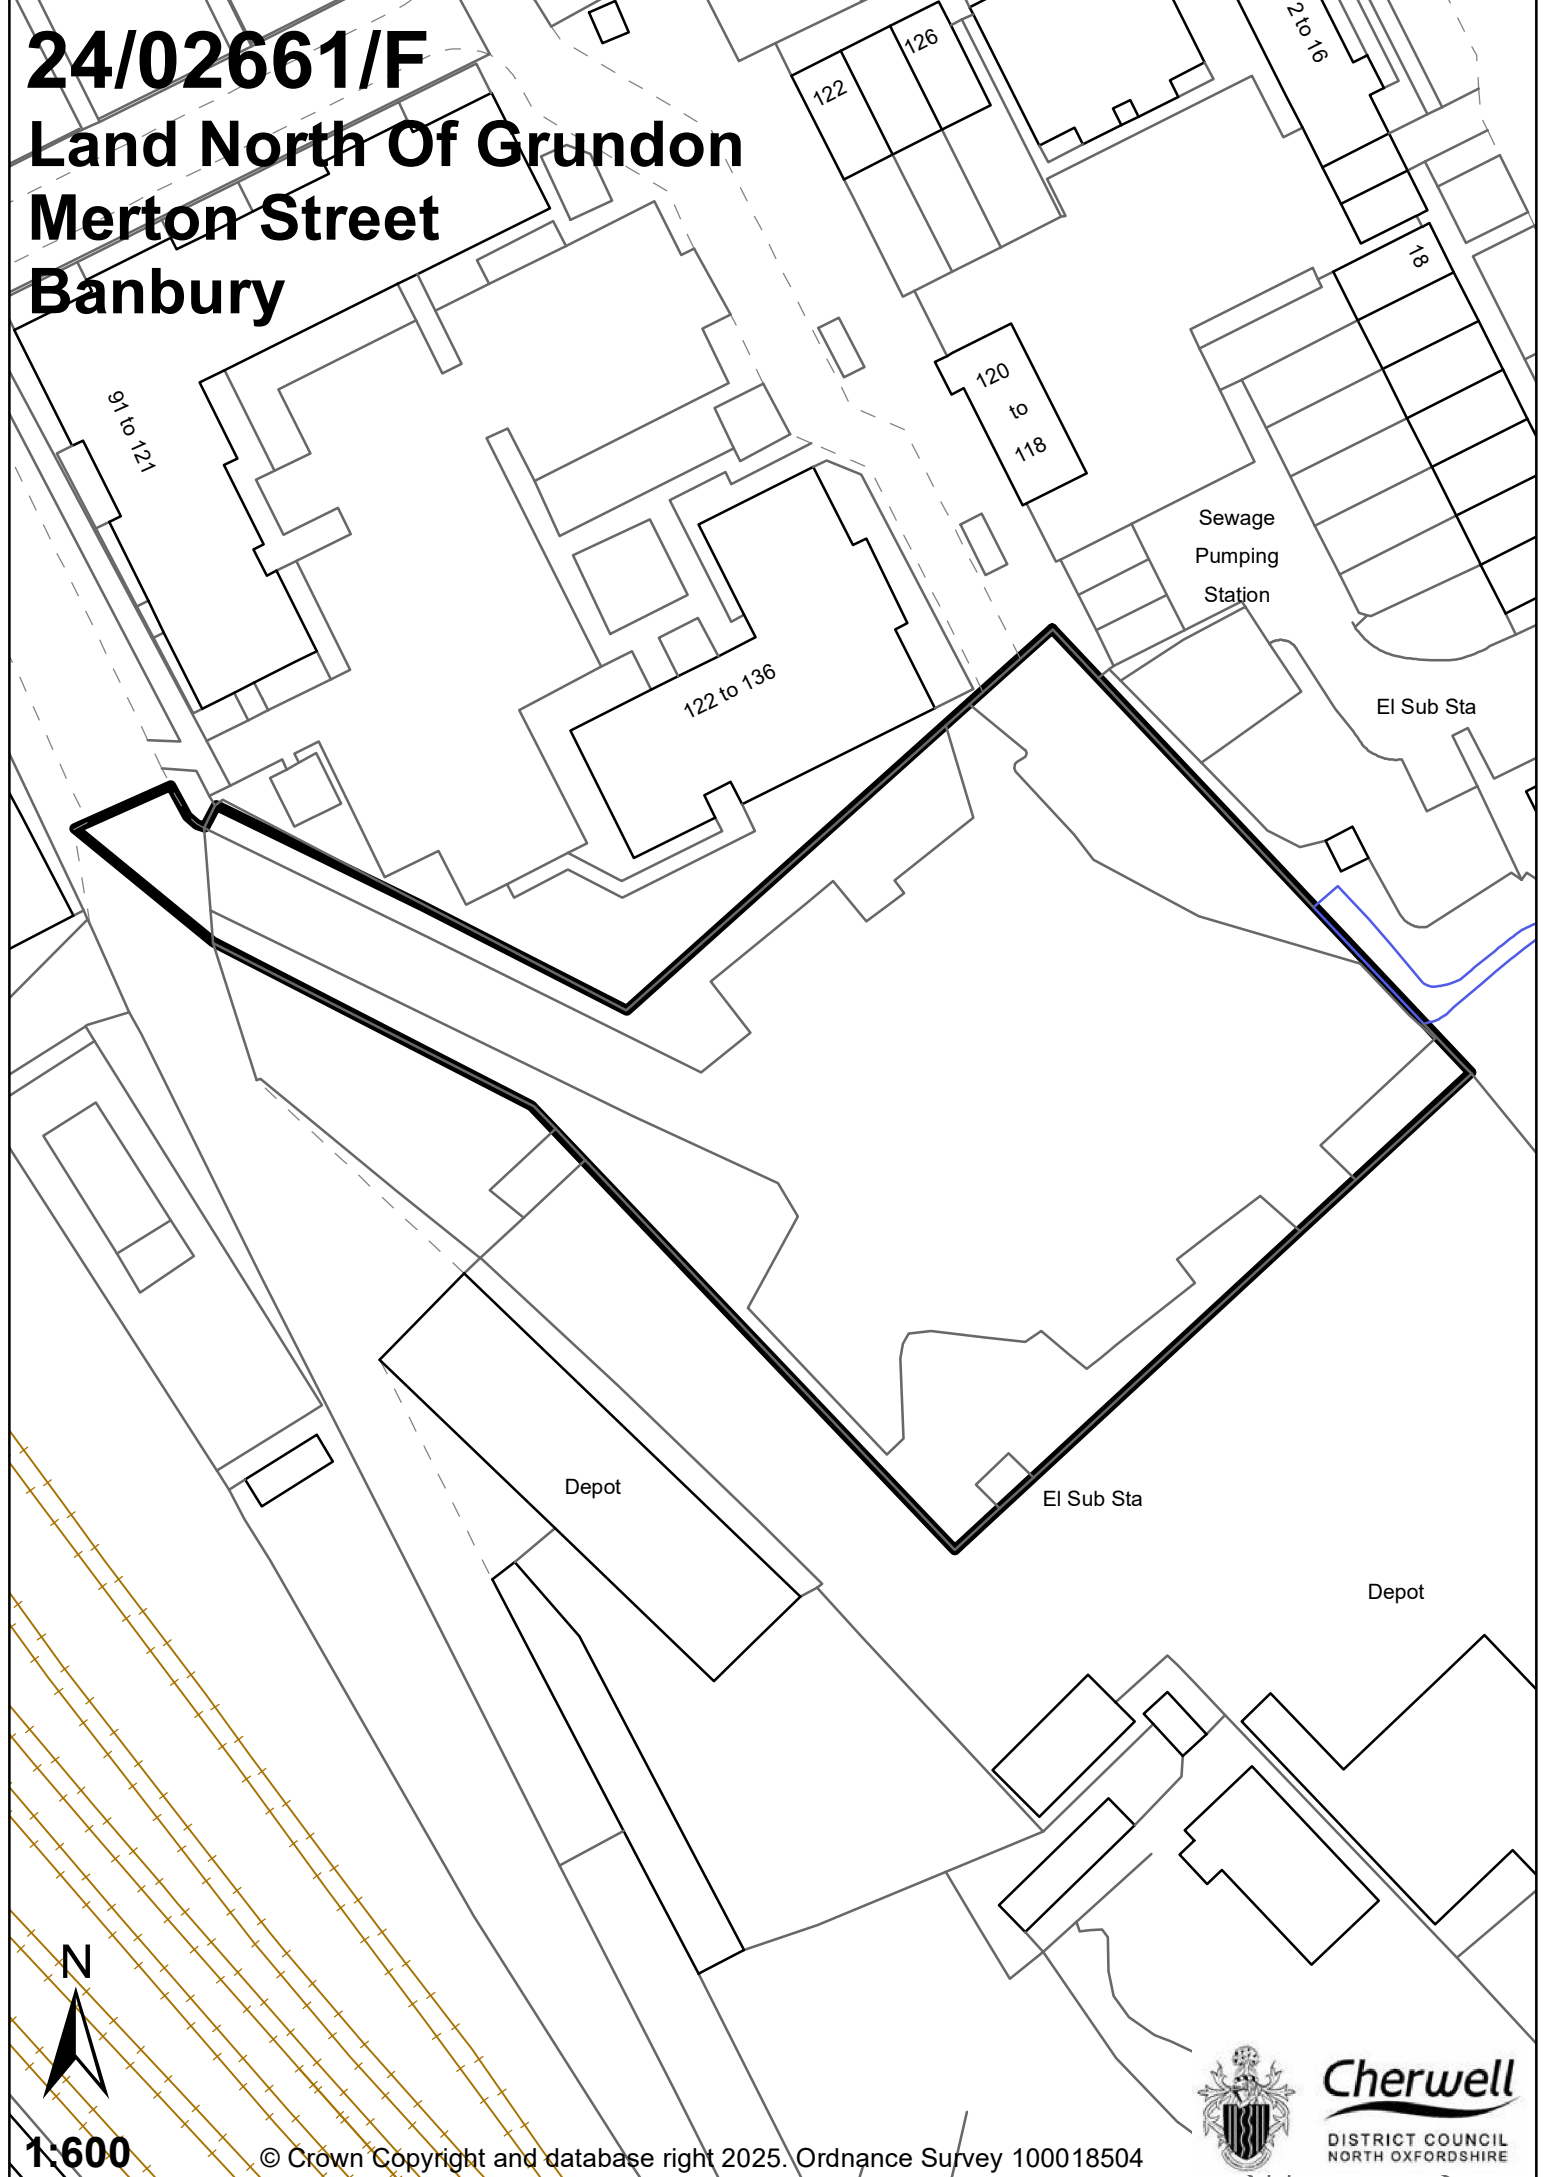 24/02661/F
Land North Of Grundon
Merton Street
Banbury
126
122
2 to 16
18
91 to 121
120
to
118
Sewage
Pumping
Station
122 to 136
El Sub Sta
Depot
El Sub Sta
Depot
N
1:600
© Crown Copyright and database right 2025. Ordnance Survey 100018504
Cherwell
DISTRICT COUNCIL
NORTH OXFORDSHIRE